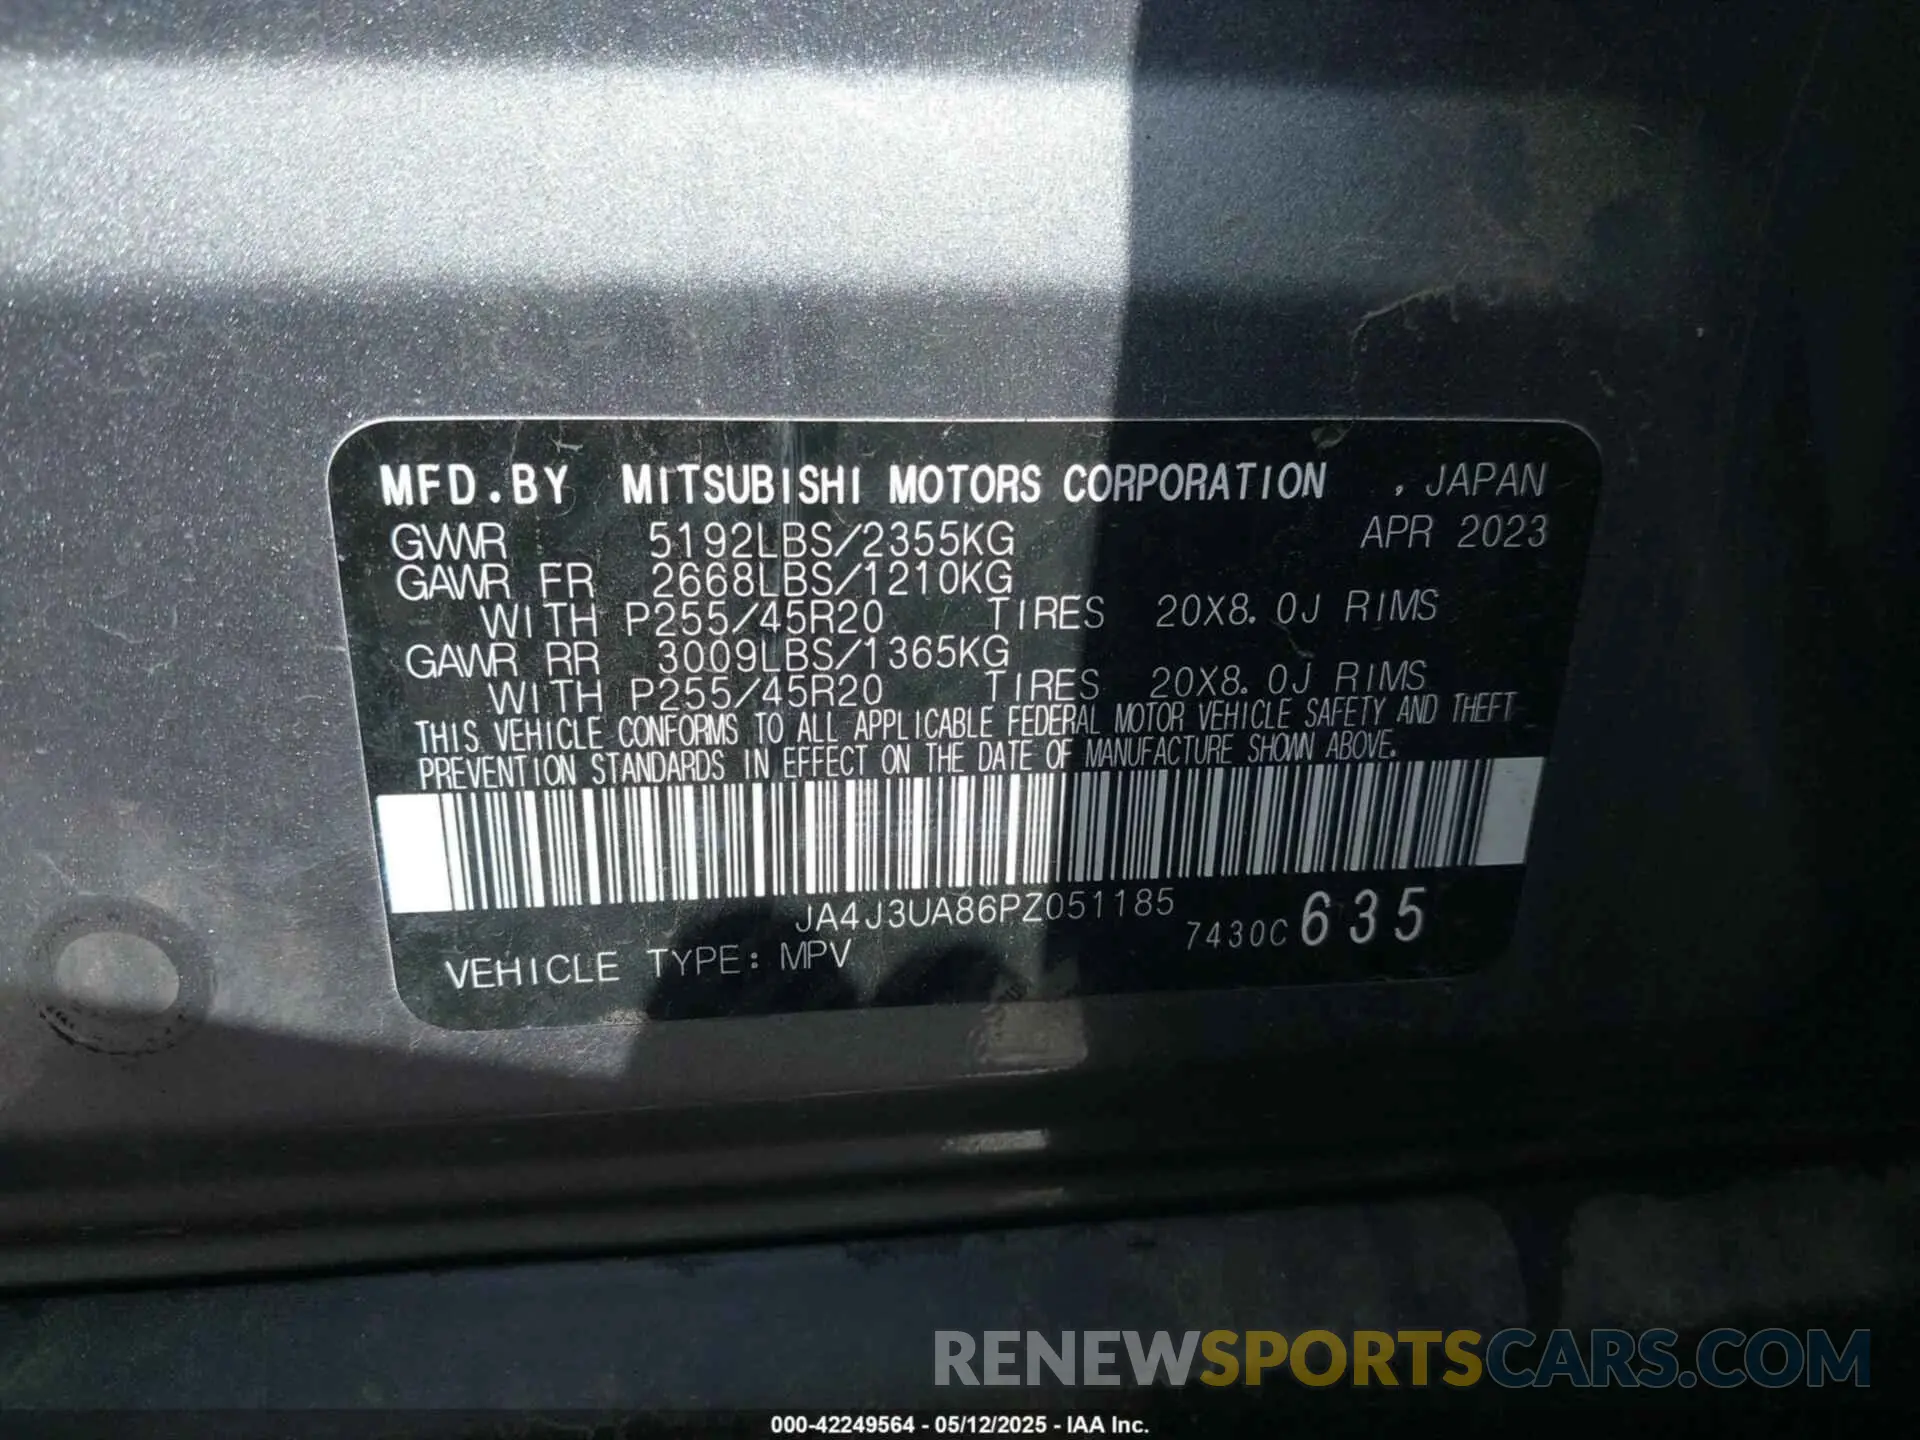 MFD.BY MITSUBISHI MOTORS CORPORATION , JAPAN
GVWR 5192LBS/2355KG APR 2023
GAWR FR 2668LBS/1210KG
WITH P255/45R20 TIRES 20X8.0J RIMS
GAWR RR 3009LBS/1365KG
WITH P255/45R20 TIRES 20X8.0J RIMS
THIS VEHICLE CONFORMS TO ALL APPLICABLE FEDERAL MOTOR VEHICLE SAFETY AND THEFT
PREVENTION STANDARDS IN EFFECT ON THE DATE OF MANUFACTURE SHOWN ABOVE.
JA4J3UA86PZ051185
7430C 635
VEHICLE TYPE: MPV
RENEWSPORTSCARS.COM
000-42249564 - 05/12/2025 - IAA Inc.